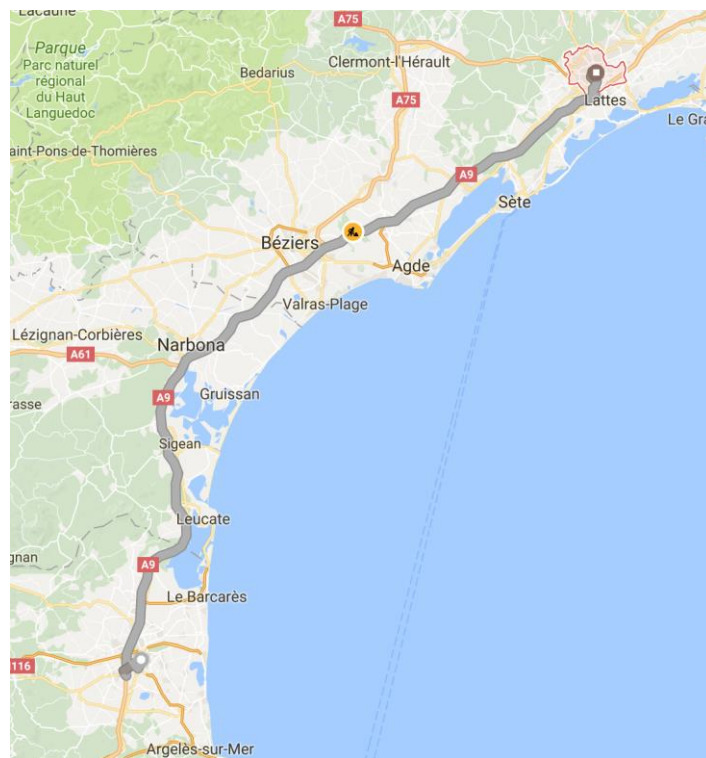 Lacaune
A75
Parque
Parc naturel
régional
du Haut
Languedoc
Clermont-l'Hérault
Bedarius
A75
Lattes
Le Gra
aint-Pons-de-Thomières
A9
Sète
Béziers
Agde
Valras-Plage
Lézignan-Corbières
Narbona
A61
Gruissan
A9
rasse
Sigean
Leucate
gnan
A9
Le Barcarès
116
Argelès-sur-Mer